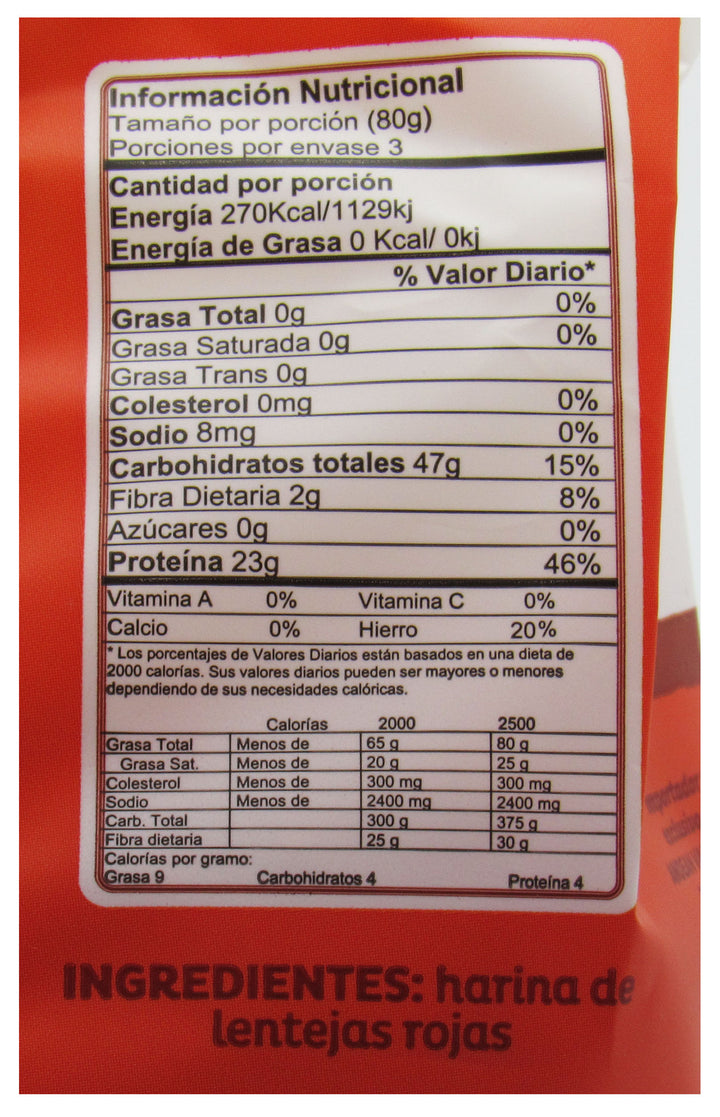 Información Nutricional
Tamaño por porción (80g)
Porciones por envase 3
Cantidad por porción
Energía 270Kcal/1129kj
Energía de Grasa 0 Kcal/ 0kj
% Valor Diario*
Grasa Total 0g 0%
Grasa Saturada 0g 0%
Grasa Trans 0g
Colesterol 0mg 0%
Sodio 8mg 0%
Carbohidratos totales 47g 15%
Fibra Dietaria 2g 8%
Azúcares 0g 0%
Proteína 23g 46%
Vitamina A 0% Vitamina C 0%
Calcio 0% Hierro 20%
* Los porcentajes de Valores Diarios están basados en una dieta de
2000 calorías. Sus valores diarios pueden ser mayores o menores
dependiendo de sus necesidades calóricas.
Calorías 2000 2500
Grasa Total Menos de 65 g 80 g
Grasa Sat. Menos de 20 g 25 g
Colesterol Menos de 300 mg 300 mg
Sodio Menos de 2400 mg 2400 mg
Carb. Total 300 g 375 g
Fibra dietaria 25 g 30 g
Calorías por gramo:
Grasa 9 Carbohidratos 4 Proteína 4
INGREDIENTES: harina de
lentejas rojas